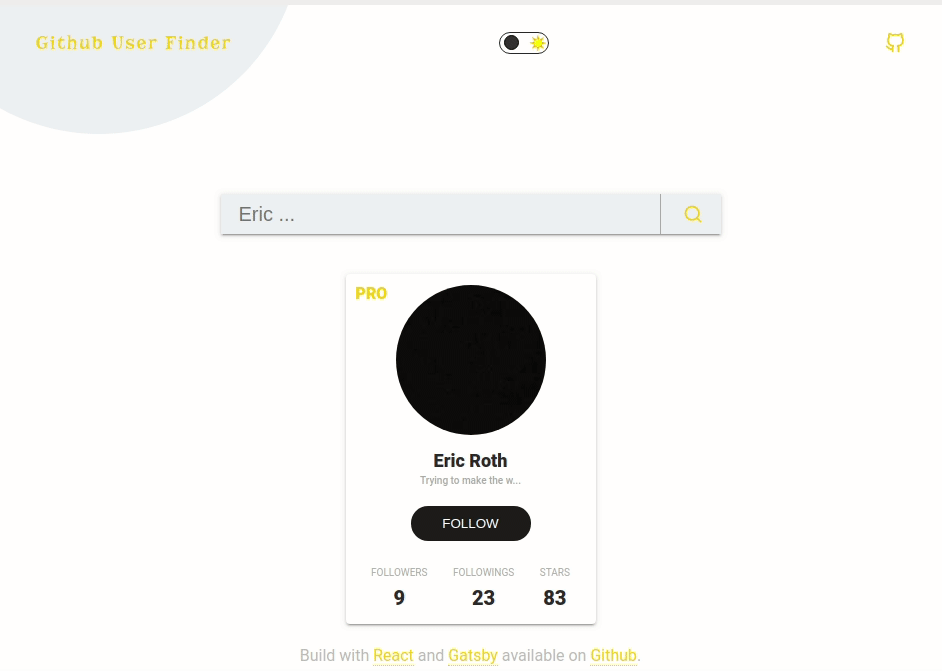 Github User Finder
Eric ...
PRO
Eric Roth
Trying to make the w...
FOLLOW
FOLLOWERS FOLLOWINGS STARS
9 23 83
Build with React and Gatsby available on Github.